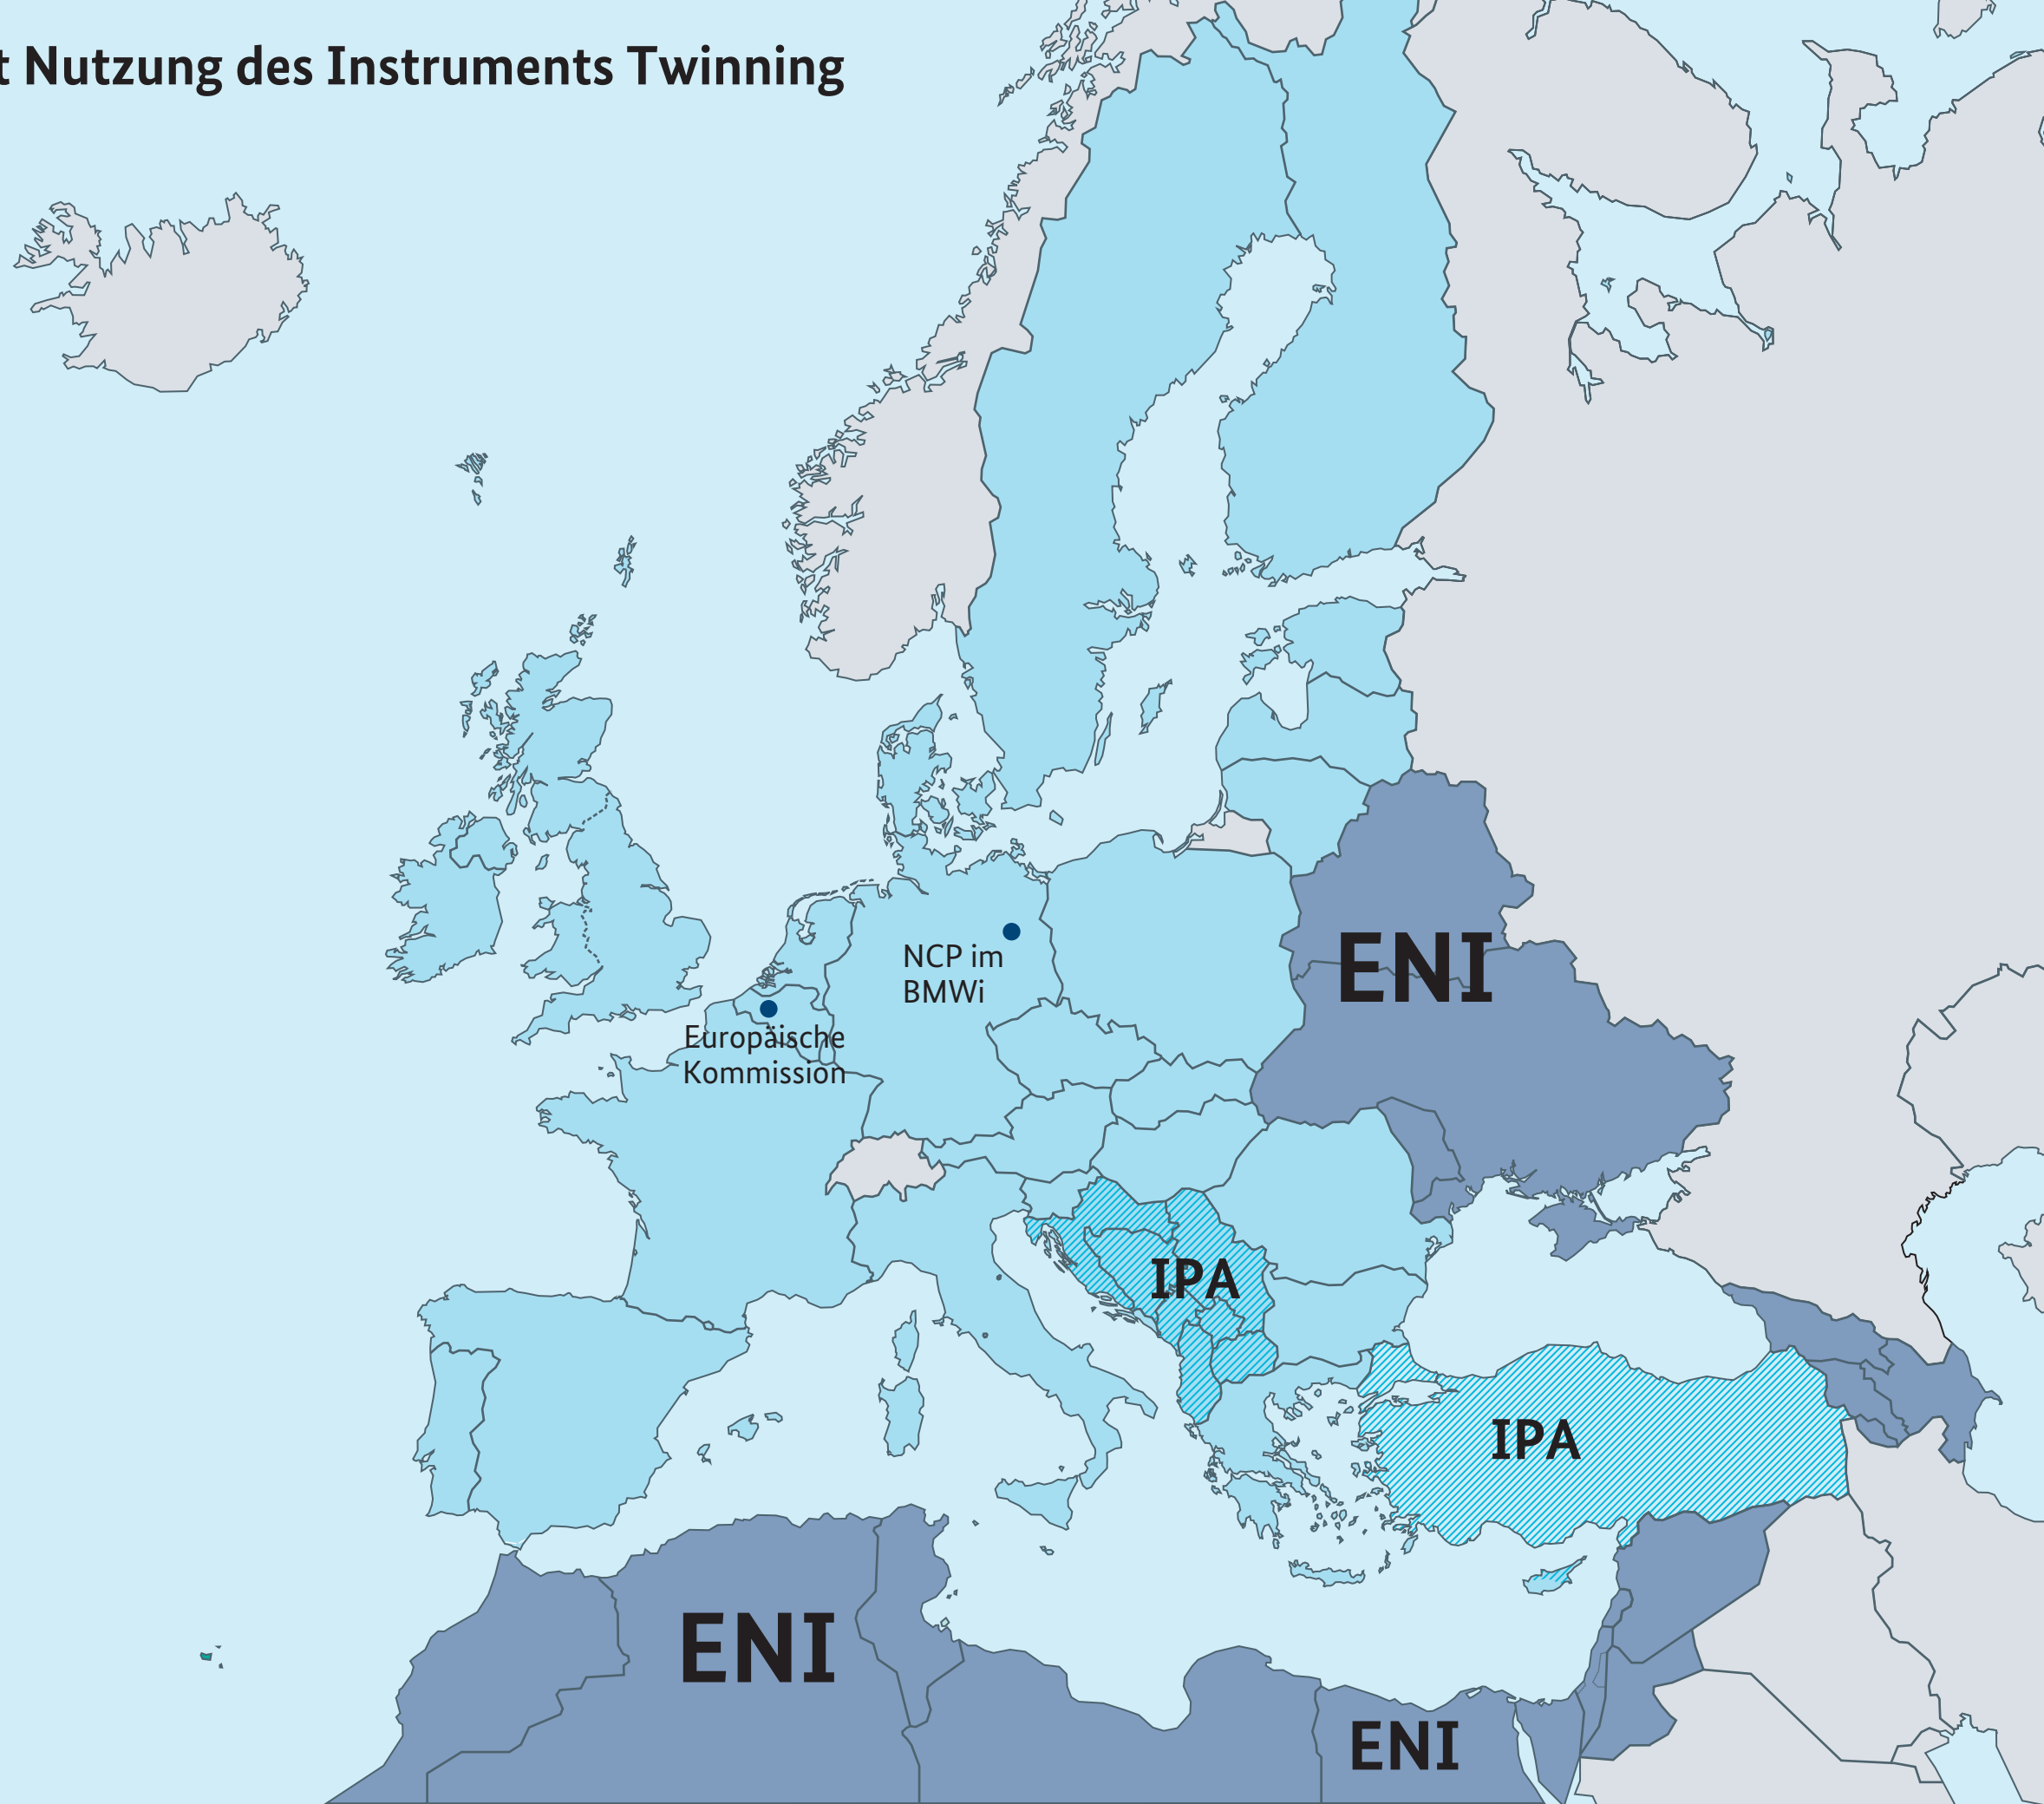 t Nutzung des Instruments Twinning
ENI
NCP im
BMWi
Europäische
Kommission
IPA
IPA
ENI
ENI